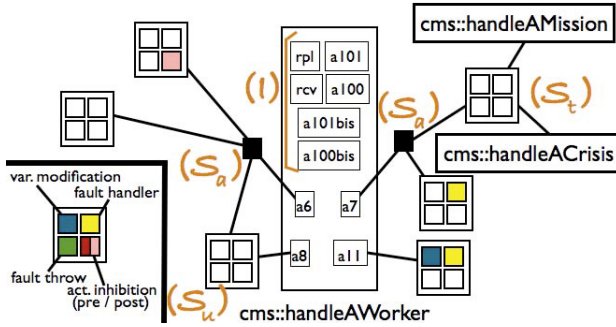 cms::handleAMission
rpl
a101
rcv
a100
a101bis
a100bis
(1)
(Sa)
(St)
(Sa)
cms::handleACrisis
var. modification
fault handler
fault throw
act. inhibition
(pre / post)
a6
a7
a8
a11
(Su)
cms::handleAWorker